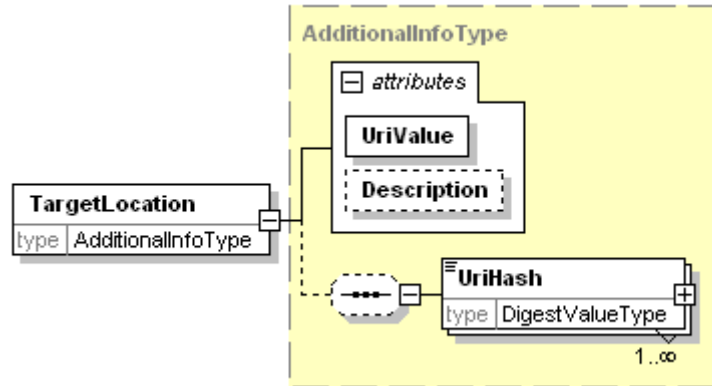 AdditionalInfoType
attributes
UriValue
Description
TargetLocation
type AdditionalInfoType
UriHash
type DigestValueType
1..∞